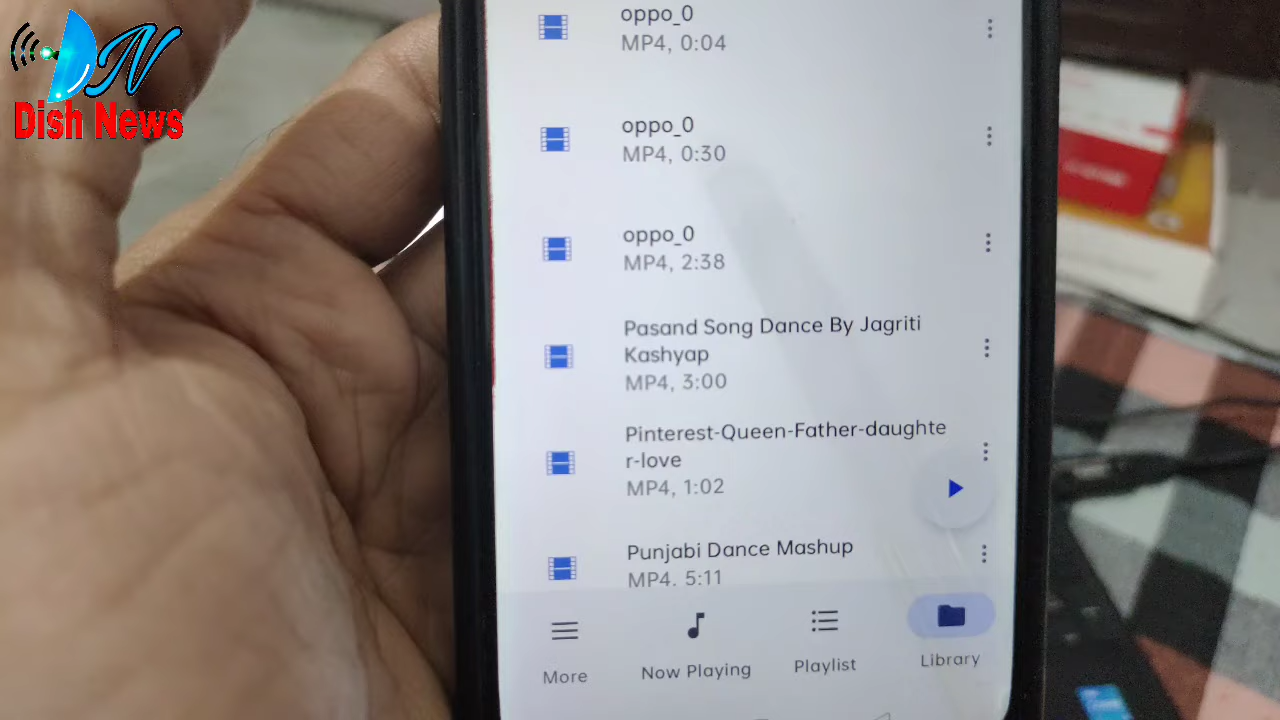 DN
Dish News
oppo_0
MP4, 0:04
oppo_0
MP4, 0:30
oppo_0
MP4, 2:38
Pasand Song Dance By Jagriti
Kashyap
MP4, 3:00
Pinterest-Queen-Father-daughte
r-love
MP4, 1:02
Punjabi Dance Mashup
MP4. 5:11
More
Now Playing
Playlist
Library